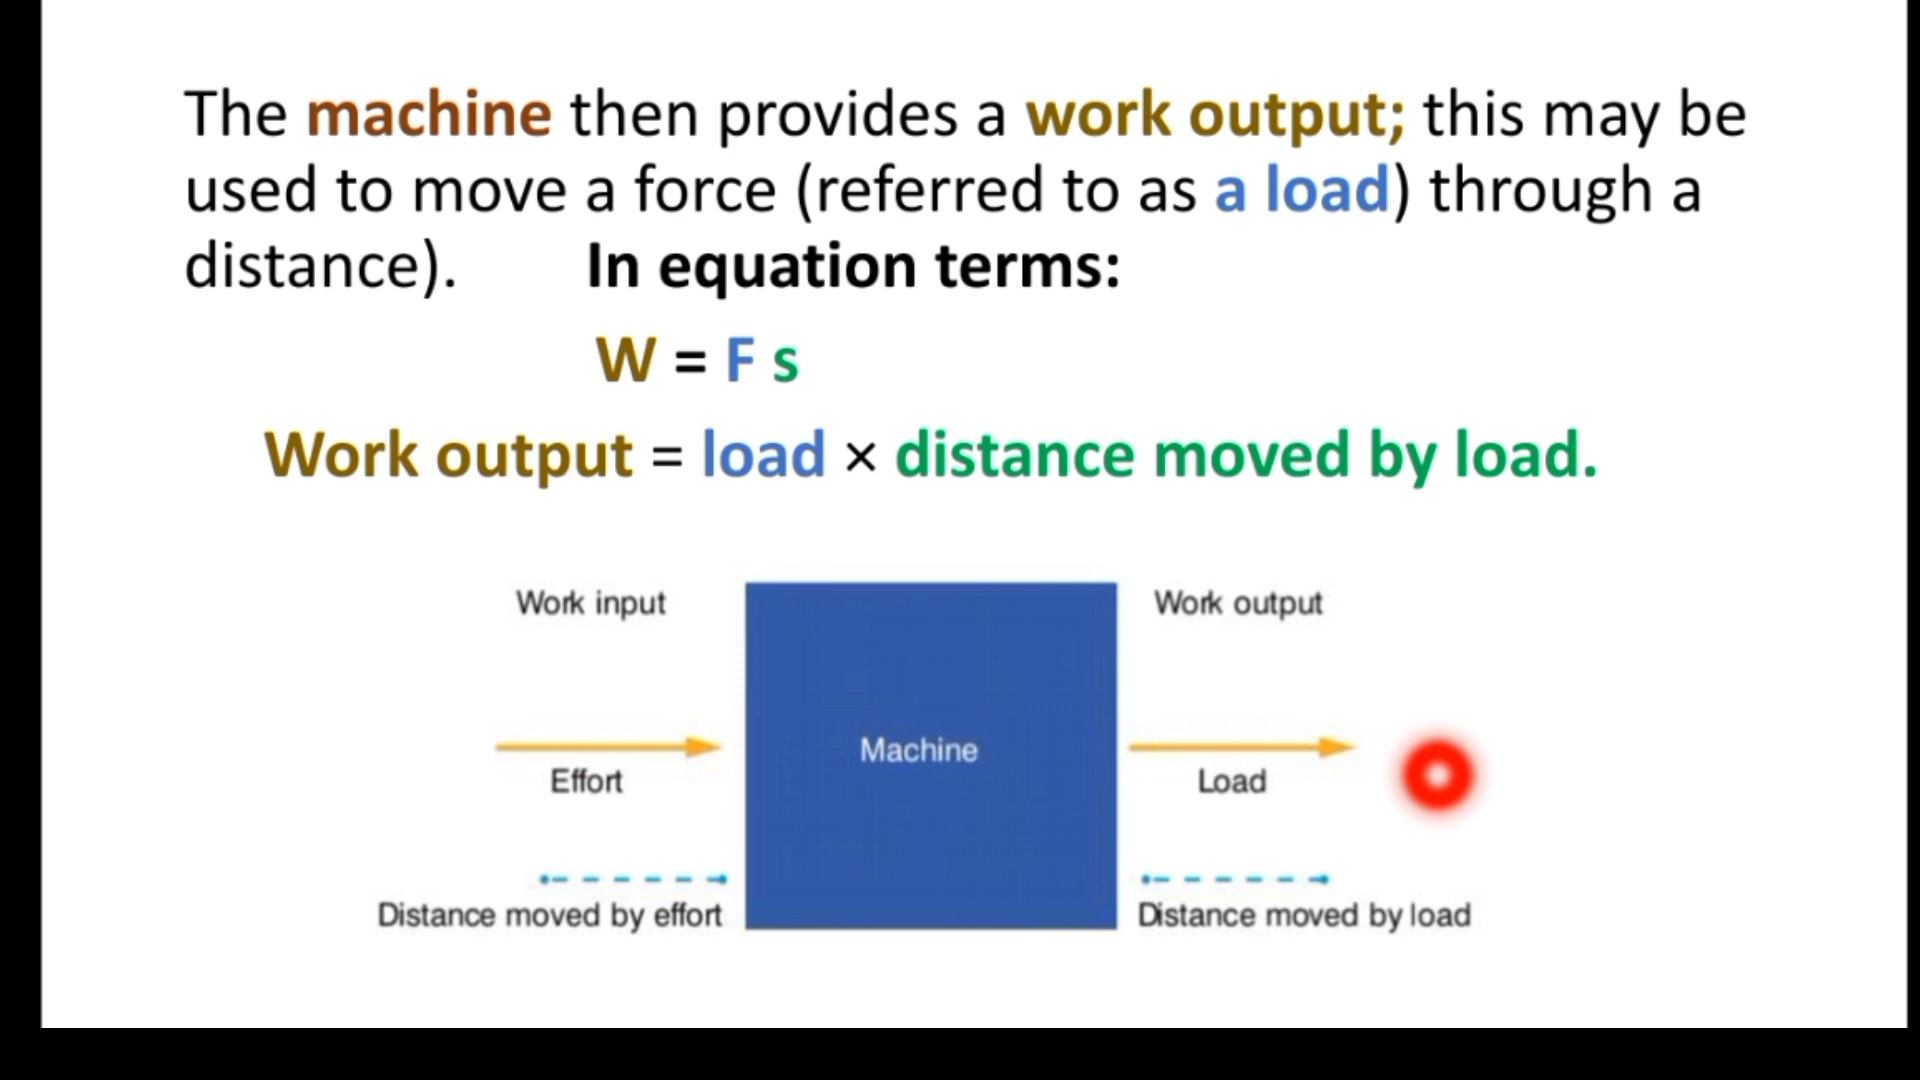 The machine then provides a work output; this may be
used to move a force (referred to as a load) through a
distance). In equation terms:
W = F s
Work output = load × distance moved by load.
Work input
Work output
Machine
Effort
Load
Distance moved by effort
Distance moved by load